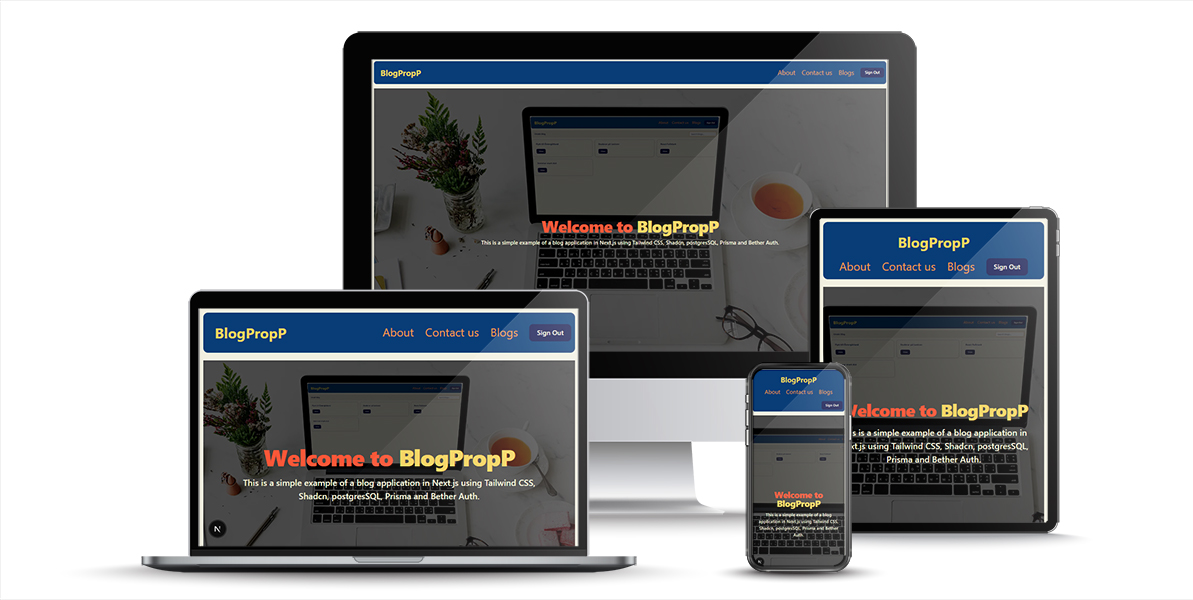 BlogPropP
About Contact us Blogs Sign Out
Welcome to BlogPropP
This is a simple example of a blog application in Next.js using Tailwind CSS, Shadcn, postgresSQL, Prisma and Bether Auth.
BlogPropP
About Contact us Blogs Sign Out
Welcome to BlogPropP
This is a simple example of a blog application in Next.js using Tailwind CSS,
Shadcn, postgresSQL, Prisma and Bether Auth.
N
BlogPropP
About Contact us Blogs
Sign Out
Welcome to
BlogPropP
This is a simple example of a blog
application in Next.js using Tailwind CSS,
Shadcn, postgresSQL, Prisma and Bether
Auth.
BlogPropP
About Contact us Blogs Sign Out
elcome to BlogPropP
s is a simple example of a blog application in
xt.js using Tailwind CSS, Shadcn, postgresSQL,
Prisma and Bether Auth.